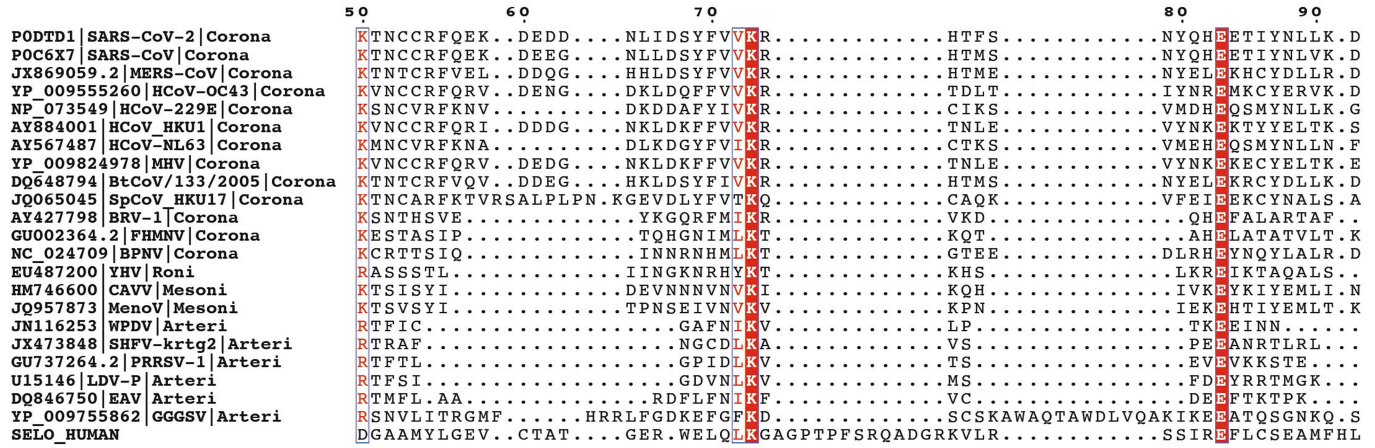 50 60 70 80 90
P0DTD1|SARS-CoV-2|Corona KTNCCRFQEK..DEDD....NLIDSYFVVKR.............HTFS............NYQHEETIYNLLK.D
P0C6X7|SARS-CoV|Corona KTNCCRFQEK..DEEG....NLLDSYFVVKR.............HTMS............NYQHEETIYNLVK.D
JX869059.2|MERS-CoV|Corona KTNTCRFVEL..DDQG....HHLDSYFVVKR.............HTME............NYELEKHCYDLLR.D
YP_009555260|HCoV-OC43|Corona KVNCCRFQRV..DENG....DKLDQFFVVKR.............TDLT............IYNREMKCYERVK.D
NP_073549|HCoV-229E|Corona KSNCVRFKNV..........DKDDAFYIVKR.............CIKS............VMDHEQSMYNLLK.G
AY884001|HCoV_HKU1|Corona KVNCCRFQRI..DDDG....NKLDKFFVVKR.............TNLE............VYNKEKTYYELTK.S
AY567487|HCoV-NL63|Corona KMNCVRFKNA..........DLKDGYFVIKR.............CTKS............VMEHEQSMYNLLN.F
YP_009824978|MHV|Corona KVNCCRFQRV..DEDG....NKLDKFFVVKR.............TNLE............VYNKEKECYELTK.E
DQ648794|BtCoV/133/2005|Corona KTNTCRFVQV..DDEG....HKLDSYFIVKR.............HTMS............NYELEKRCYDLLK.D
JQ065045|SpCoV_HKU17|Corona KTNCARFKTVRSALPLPN.KGEVDLYFVTKQ.............CAQK............VFEIEEKCYNALS.A
AY427798|BRV-1|Corona KSNTHSVE.............YKGQRFMIKR.............VKD...............QHEFALARTAF..
GU002364.2|FHMNV|Corona KESTASIP.............TQHGNIMLKT.............KQT...............AHELATATVLT.K
NC_024709|BPNV|Corona KCRTTSIQ.............INNRNHMLKT.............GTEE............DLRHEYNQYLALR.D
EU487200|YHV|Roni RASSSTL.............IINGKNRHYKT.............KHS..............LKREIKTAQALS..
HM746600|CAVV|Mesoni KTSISYI.............DEVNNNVNVKI.............KQH..............IVKEYKIYEMLI.N
JQ957873|MenoV|Mesoni KTSVSYI.............TPNSEIVNVKI.............KPN..............IEKEHTIYEMLT.K
JN116253|WPDV|Arteri RTFIC...................GAFNIKV.............LP................TKEEINN......
JX473848|SHFV-krtg2|Arteri RTRAF...................NGCDLKA.............VS................PEEANRTLRL...
GU737264.2|PRRSV-1|Arteri RTFTL...................GPIDLKV.............TS................EVEVKKSTE....
U15146|LDV-P|Arteri RTFSI...................GDVNLKV.............MS................FDEYRRTMGK...
DQ846750|EAV|Arteri RTMFL.AA..............RDFLFNIKV.............VC................DEEFTKTPK....
YP_009755862|GGGSV|Arteri RSNVLITRGMF......HRRLFGDKEFGFKD.............SCSKAWAQTAWDLVQAKIKEEATQSGNKQ.S
SELO_HUMAN DGAAMYLGEV..CTAT....GER.WELQLKGAGPTPFSRQADGRKVLR............SSIREFLCSEAMFHL